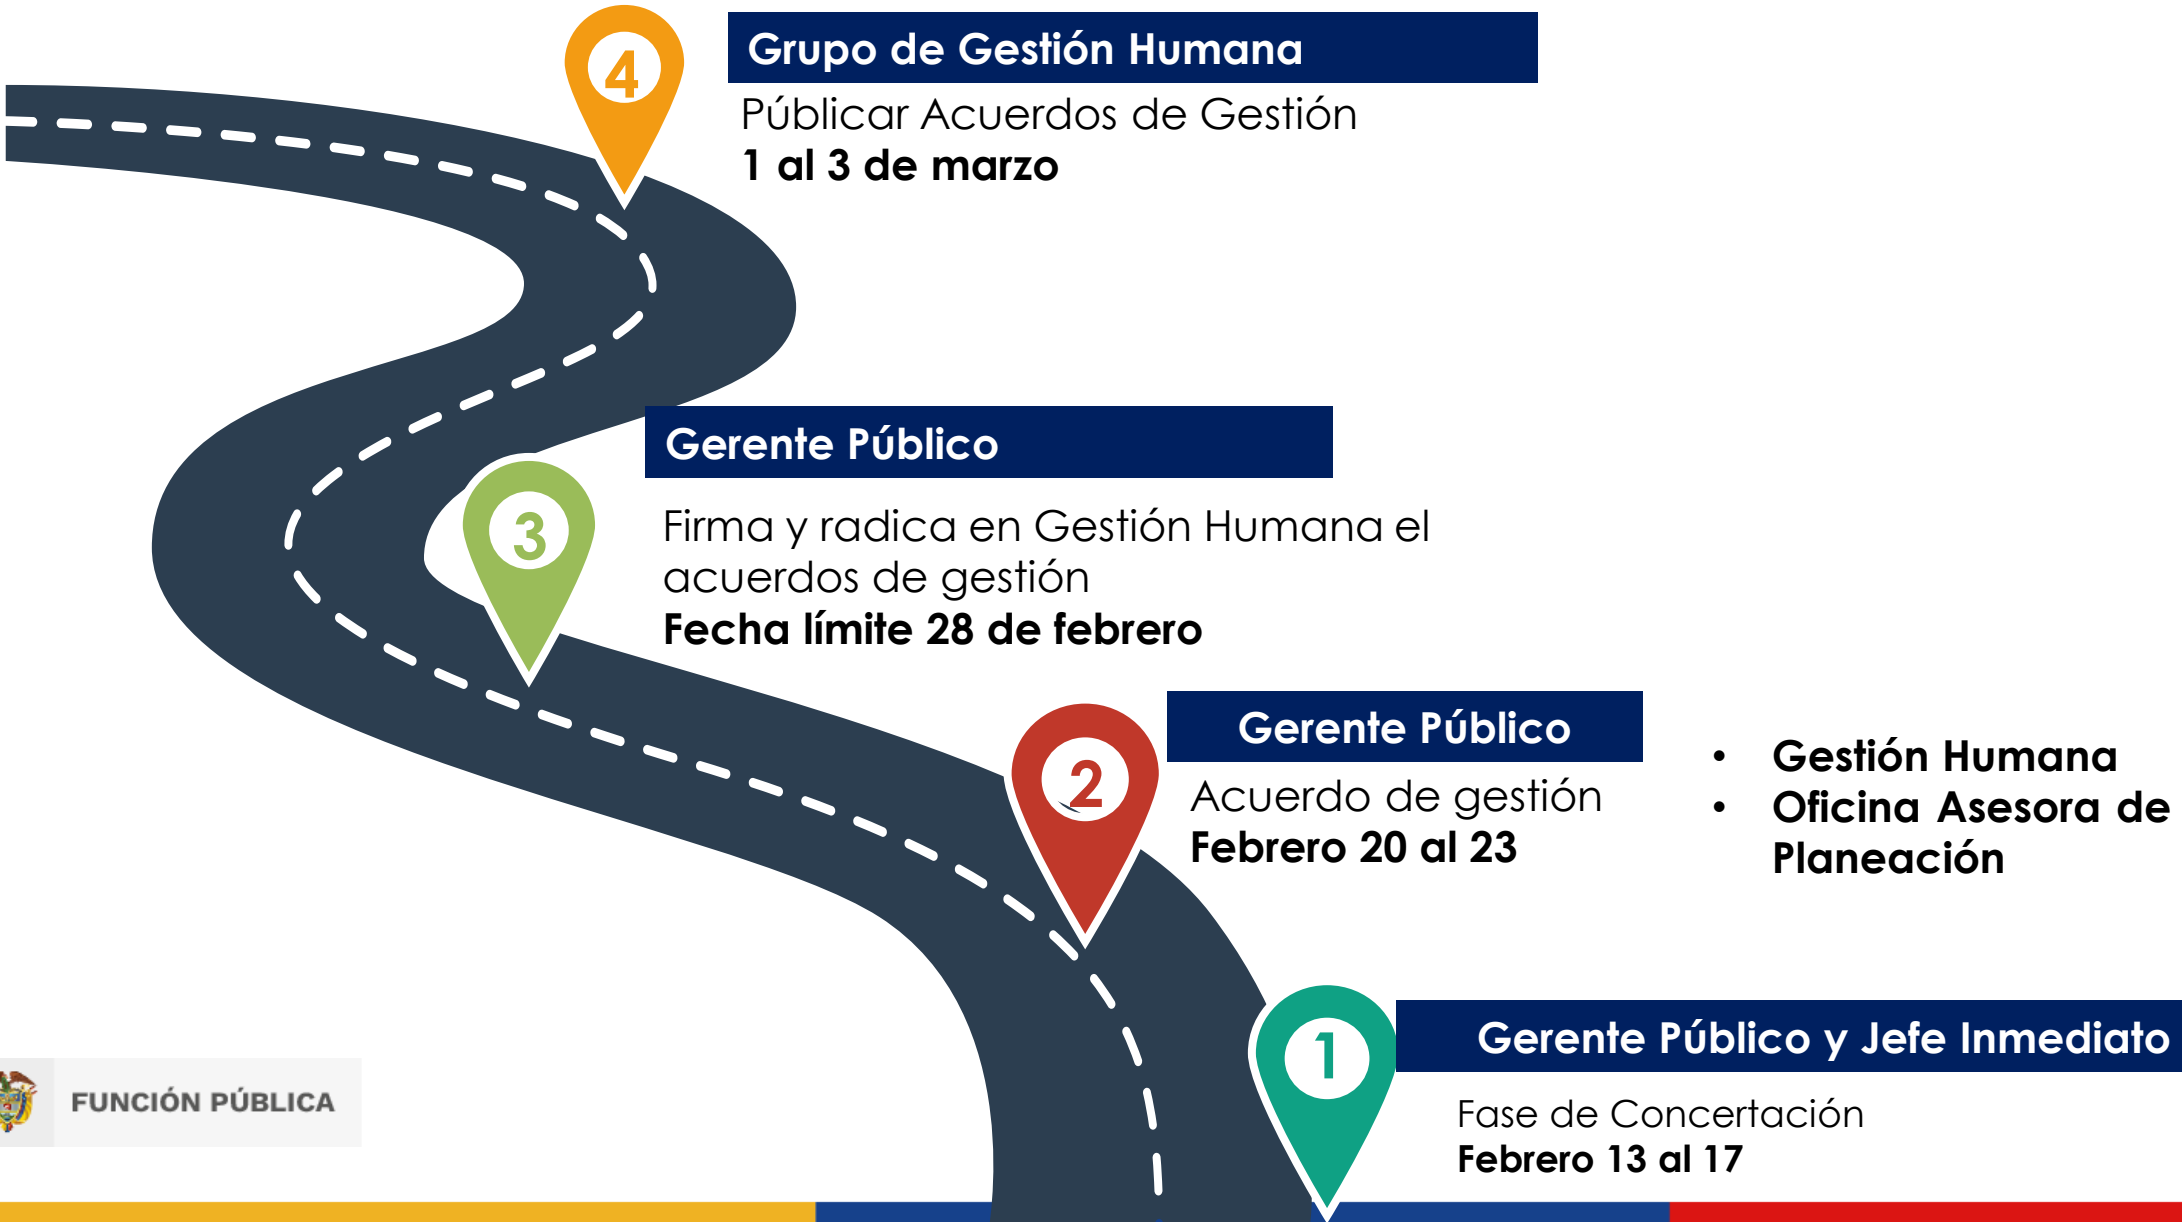 4
Grupo de Gestión Humana
Públicar Acuerdos de Gestión
1 al 3 de marzo
Gerente Público
3
Firma y radica en Gestión Humana el
acuerdos de gestión
Fecha límite 28 de febrero
2
Gerente Público
Acuerdo de gestión
Febrero 20 al 23
• Gestión Humana
• Oficina Asesora de
Planeación
1
Gerente Público y Jefe Inmediato
Fase de Concertación
Febrero 13 al 17
FUNCIÓN PÚBLICA